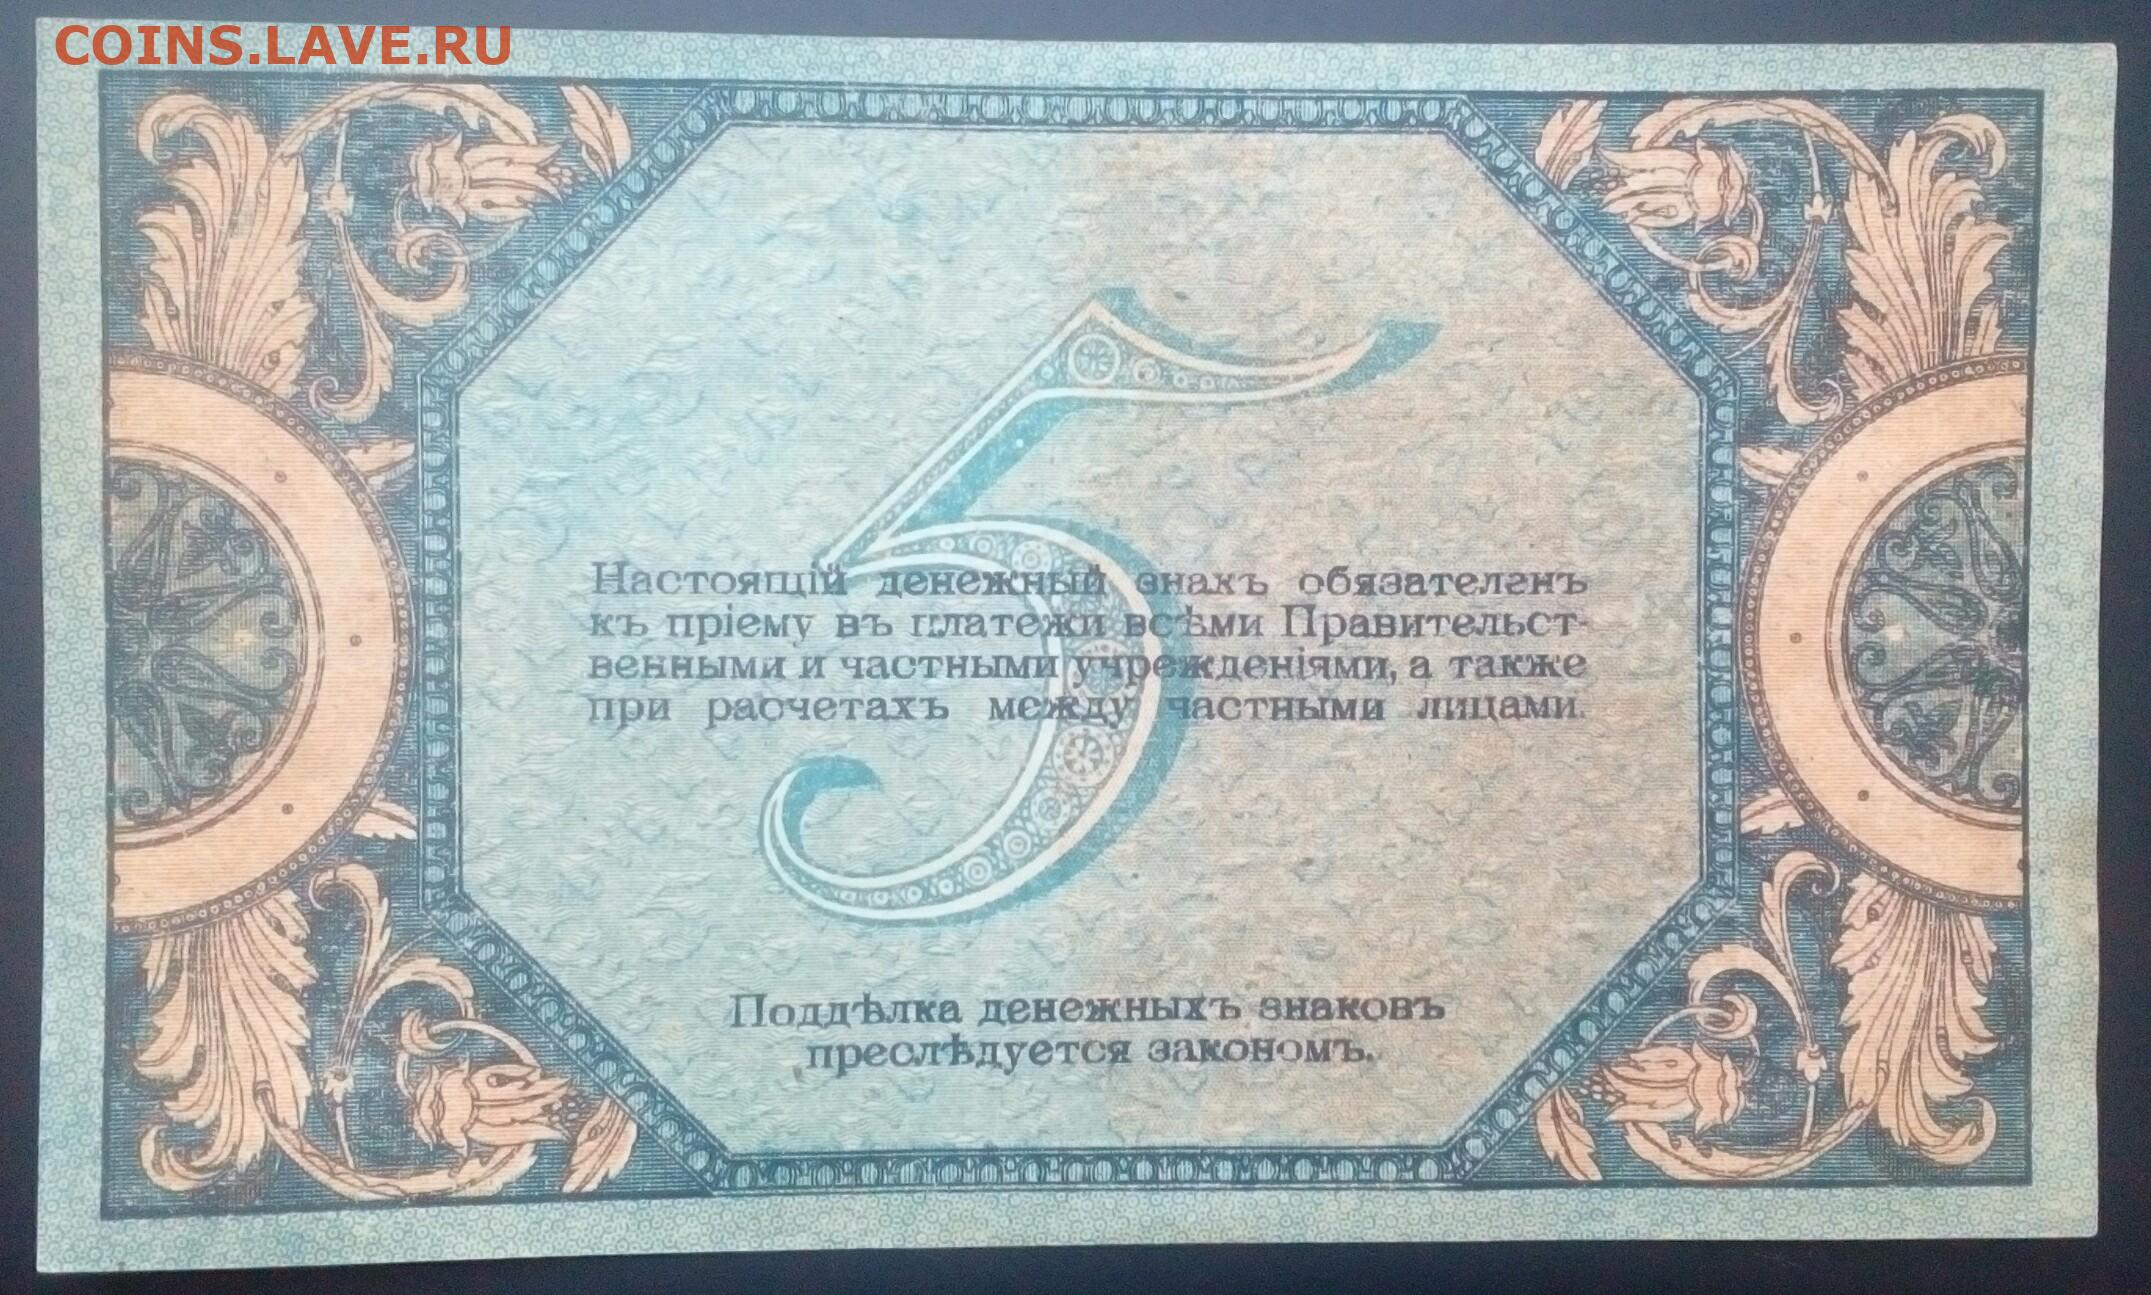 COINS.LAVE.RU
5
Настоящій денежный знакъ обязателенъ
къ пріему въ платежи всѣми Правительст-
венными и частными учрежденіями, а также
при расчетахъ между частными лицами.
Поддѣлка денежныхъ знаковъ
преслѣдуется закономъ.